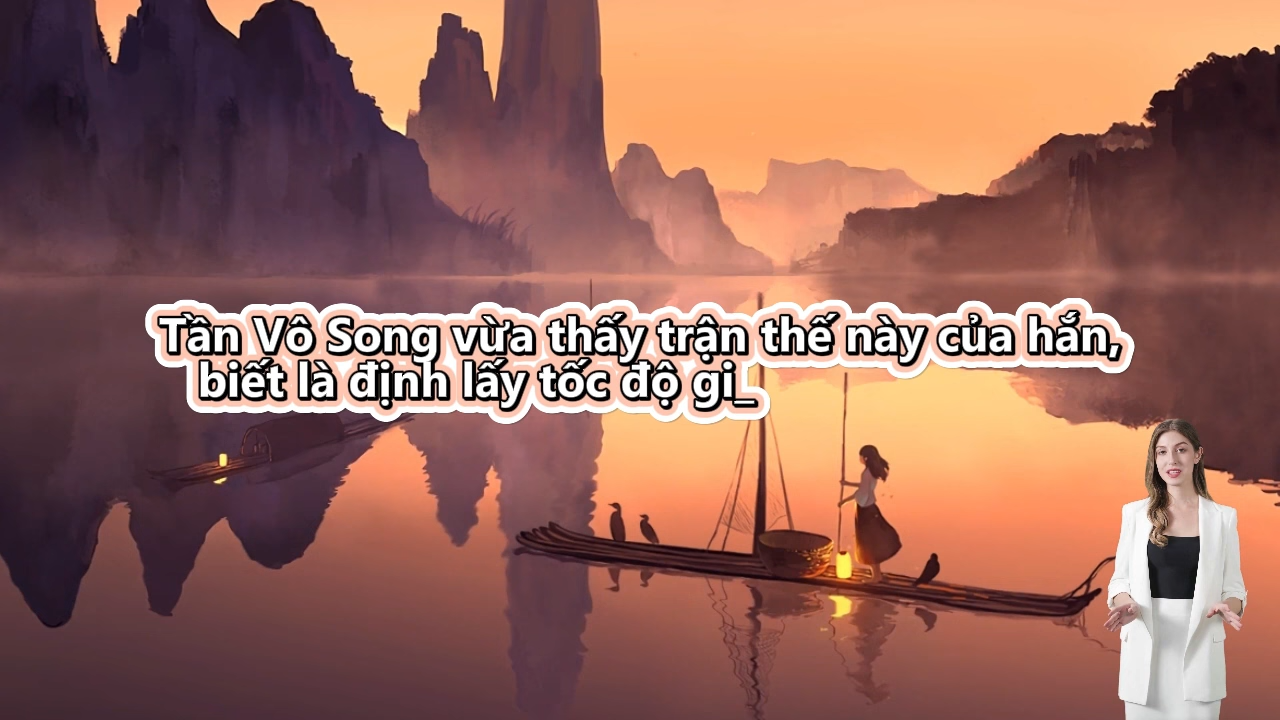 Tần Vô Song vừa thấy trận thế này của hắn,
biết là định lấy tốc độ gi_